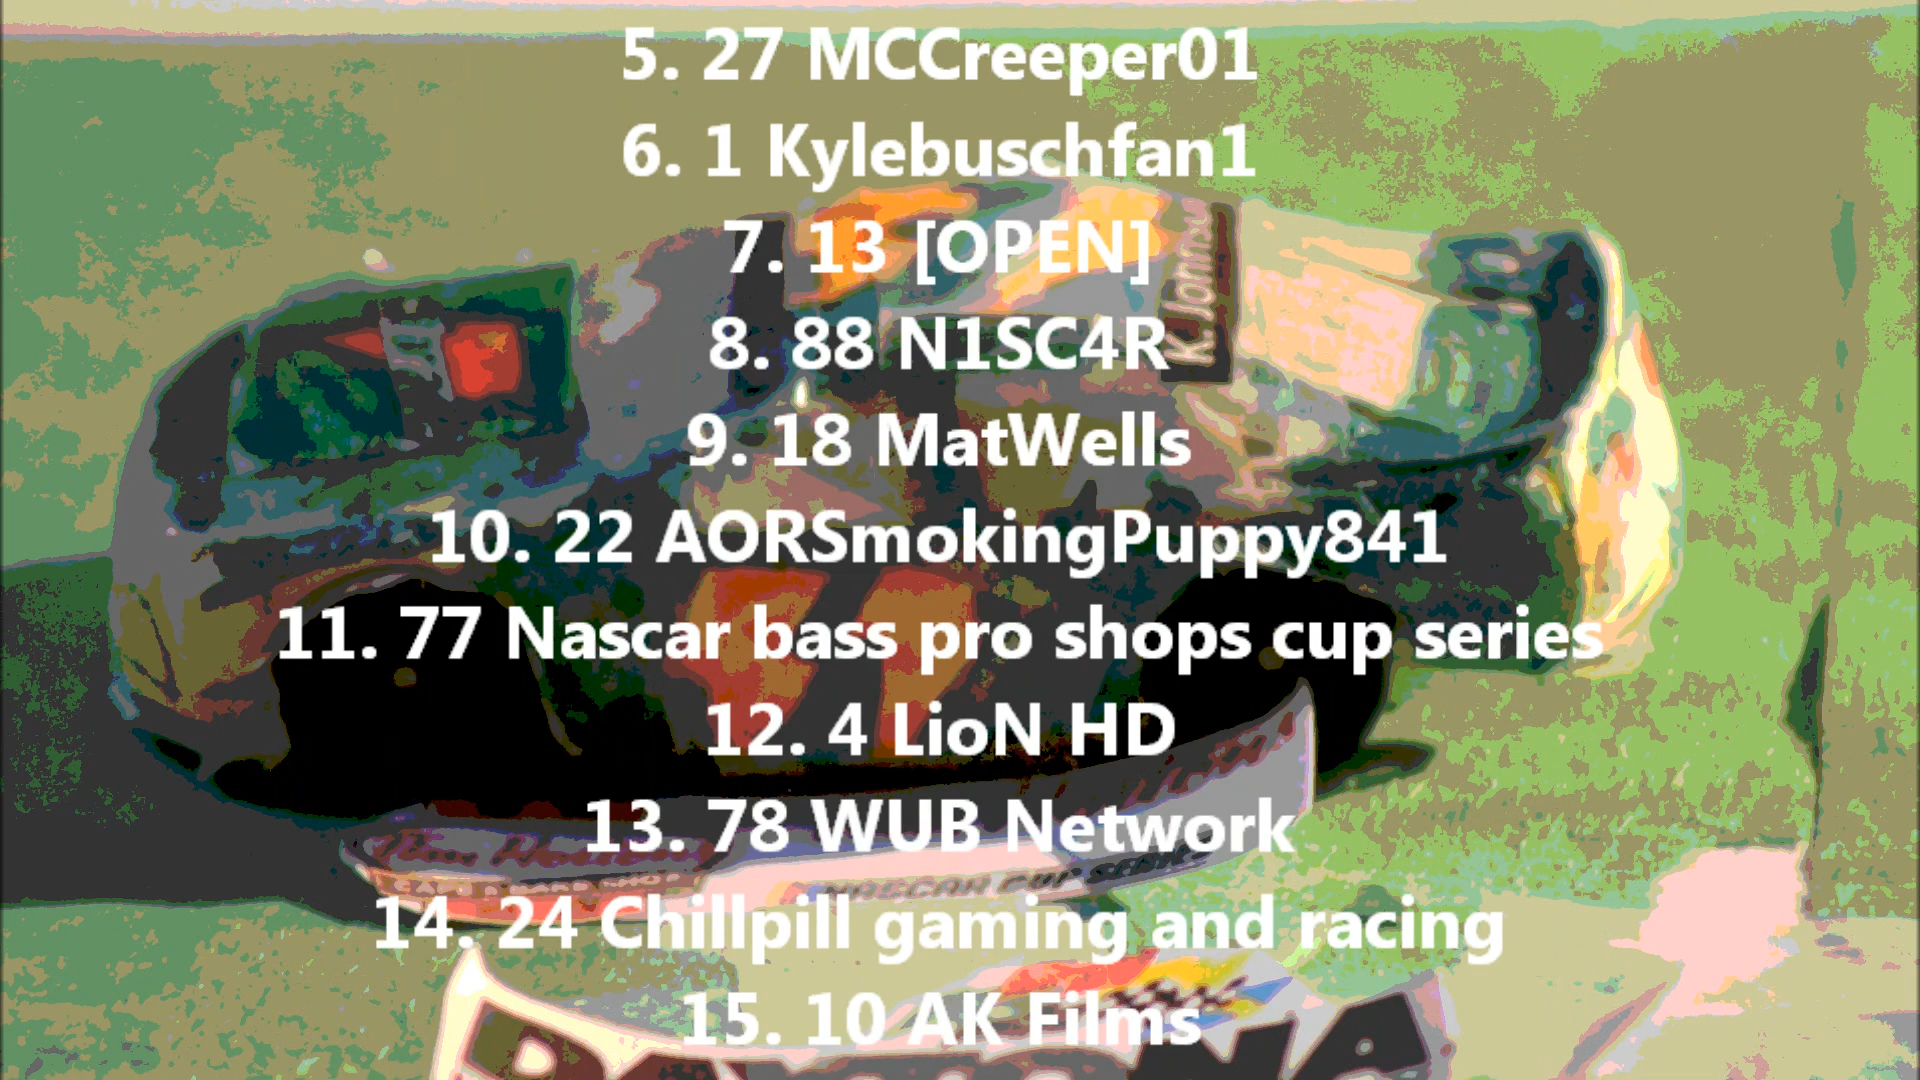 5. 27 MCCreeper01
6. 1 Kylebuschfan1
7. 13 [OPEN]
8. 88 N1SC4R
K. Johnson
9. 18 MatWells
10. 22 AORSmokingPuppy841
11. 77 Nascar bass pro shops cup series
12. 4 LioN HD
13. 78 WUB Network
14. 24 Chillpill gaming and racing
15. 10 AK Films